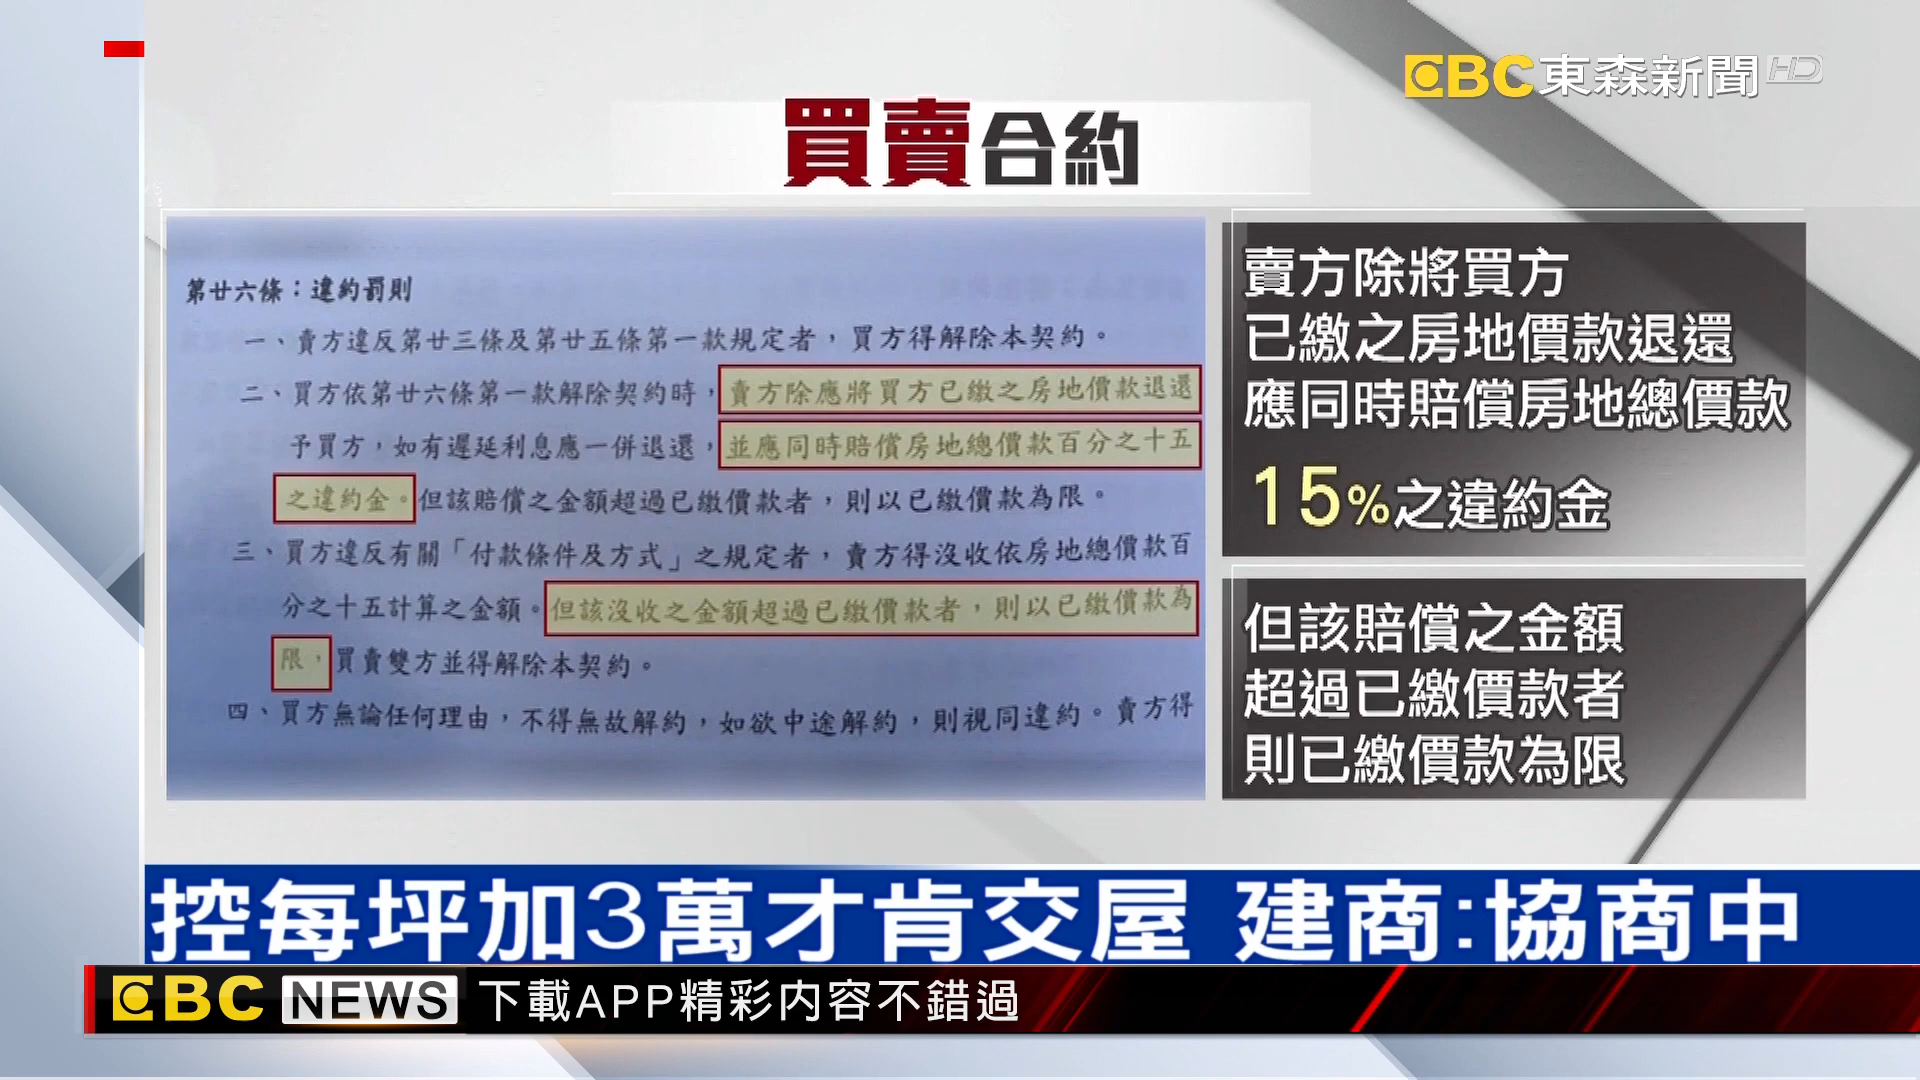 EBC東森新聞HD
買賣合約
第廿六條：違約罰則
一、賣方違反第廿三條及第廿五條第一款規定者，買方得解除本契約。
二、買方依第廿六條第一款解除契約時，賣方除應將買方已繳之房地價款退還
予買方，如有遲延利息應一併退還，並應同時賠償房地總價款百分之十五
之違約金。但該賠償之金額超過已繳價款者，則以已繳價款為限。
三、買方違反有關「付款條件及方式」之規定者，賣方得沒收依房地總價款百
分之十五計算之金額。但該沒收之金額超過已繳價款者，則以已繳價款為
限，買賣雙方並得解除本契約。
四、買方無論任何理由，不得無故解約，如欲中途解約，則視同違約。賣方得
賣方除將買方
已繳之房地價款退還
應同時賠償房地總價款
15%之違約金
但該賠償之金額
超過已繳價款者
則已繳價款為限
控每坪加3萬才肯交屋 建商:協商中
EBC NEWS 下載APP精彩內容不錯過